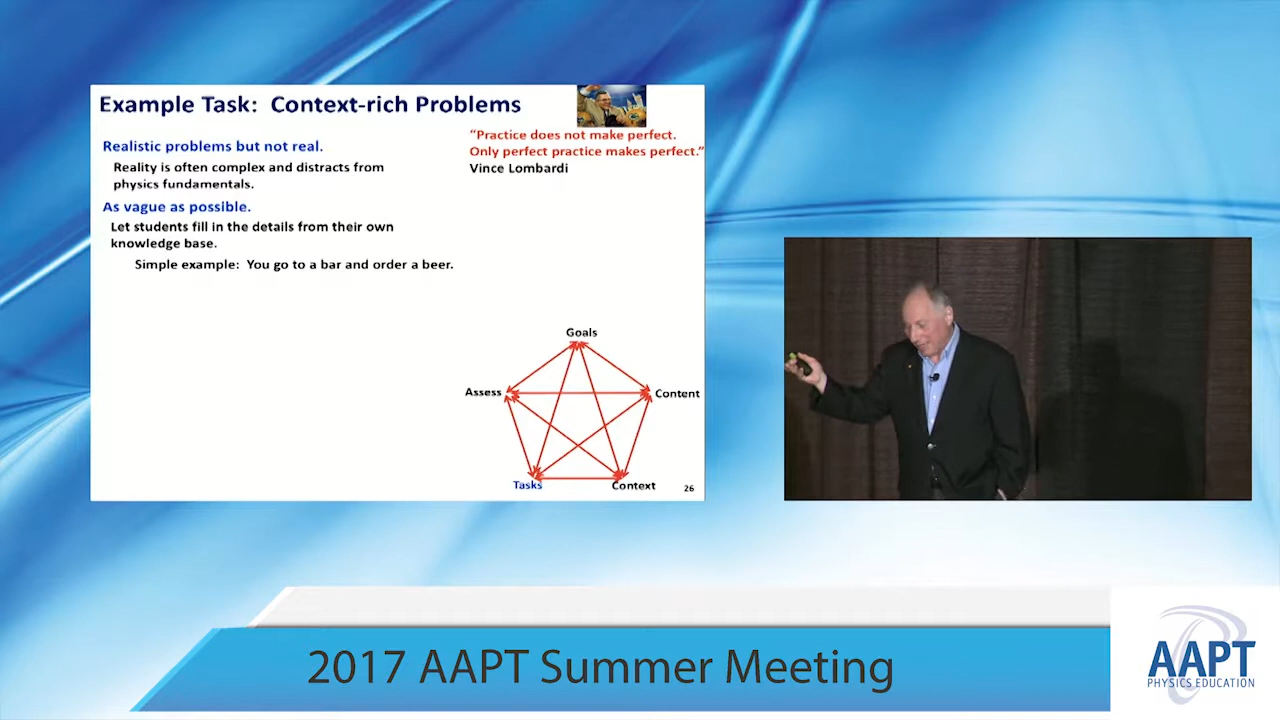 Example Task: Context-rich Problems
Realistic problems but not real.
Reality is often complex and distracts from
physics fundamentals.
As vague as possible.
Let students fill in the details from their own
knowledge base.
Simple example: You go to a bar and order a beer.
“Practice does not make perfect.
Only perfect practice makes perfect.”
Vince Lombardi
Goals
Assess
Content
Tasks
Context
26
2017 AAPT Summer Meeting
AAPT
PHYSICS EDUCATION